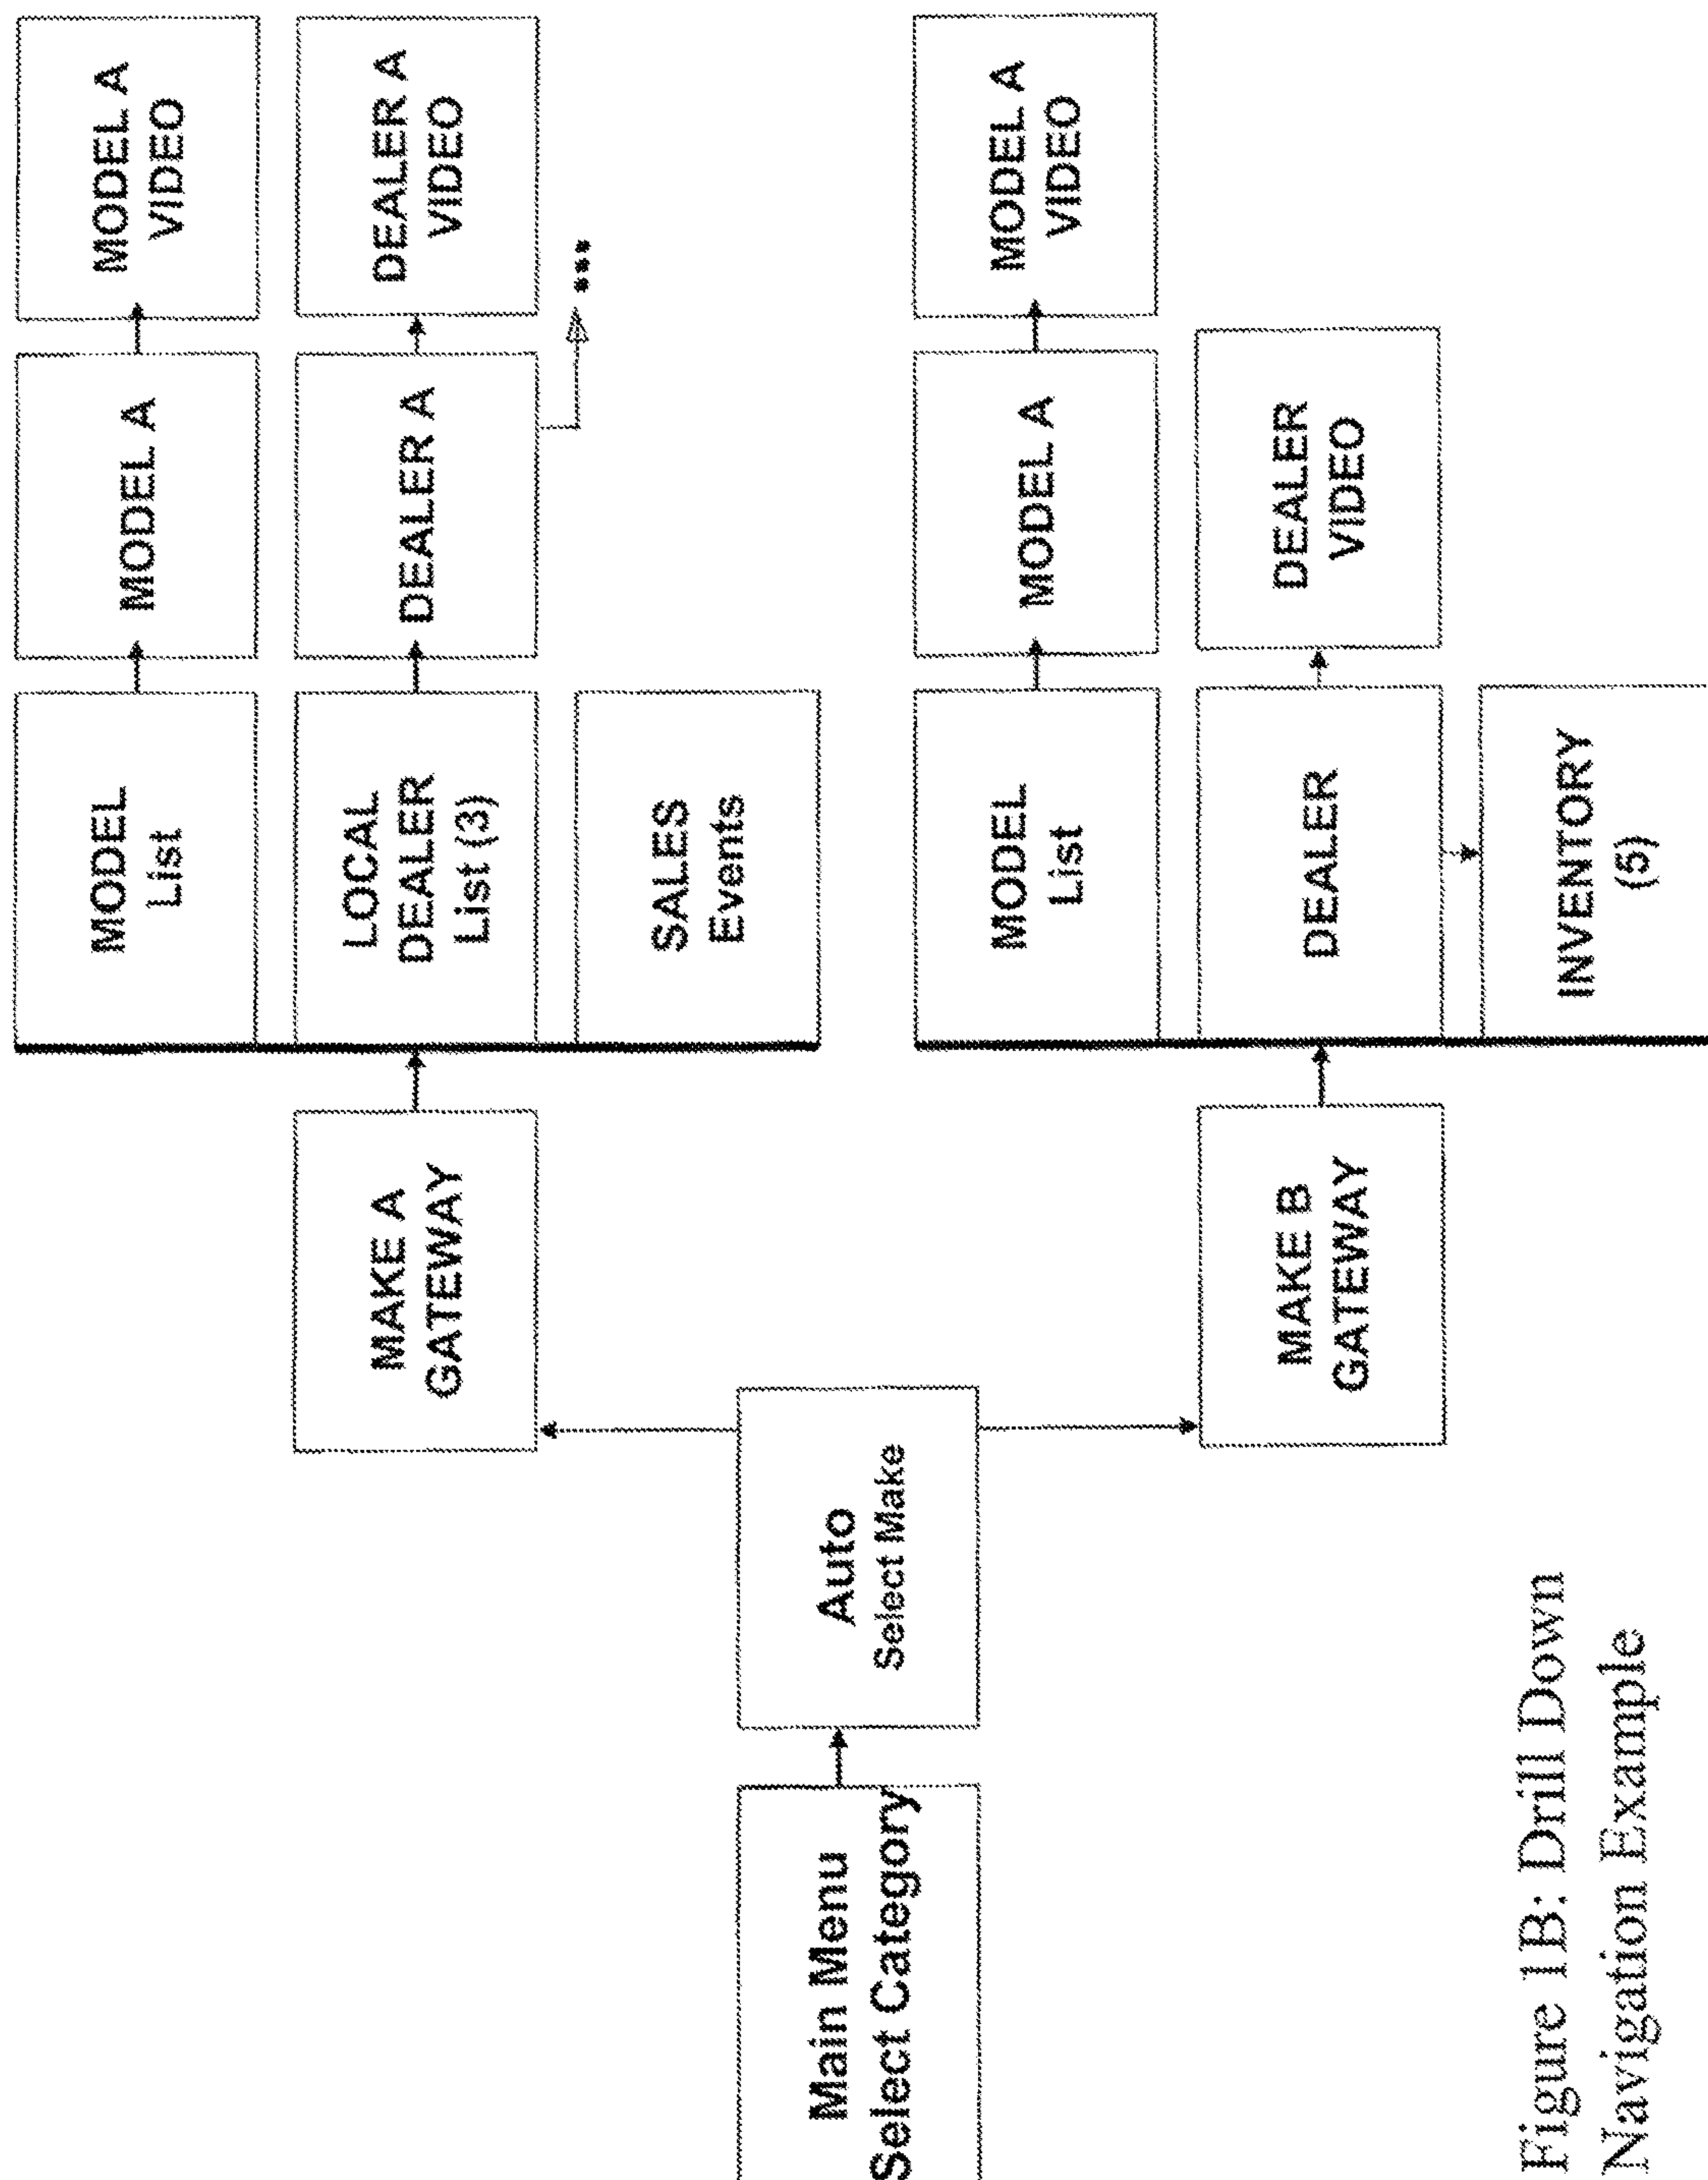 Main Menu
Select Category
Auto
Select Make
MAKE A
GATEWAY
MODEL
List
MODEL A
MODEL A
VIDEO
LOCAL
DEALER
List (3)
DEALER A
DEALER A
VIDEO
...
SALES
Events
MAKE B
GATEWAY
MODEL
List
MODEL A
MODEL A
VIDEO
DEALER
DEALER
VIDEO
INVENTORY
(5)
Figure 1B: Drill Down
Navigation Example